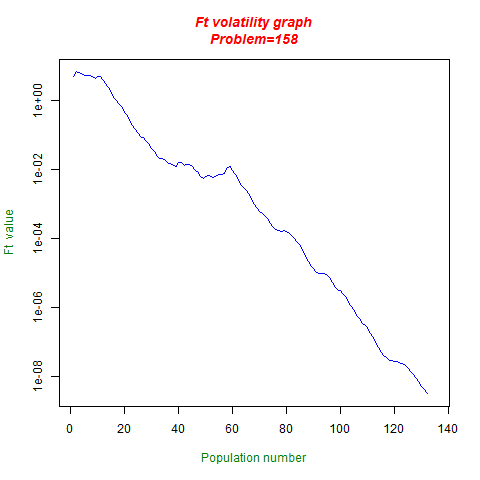 Ft volatility graph
Problem=158
1e+00
1e-02
1e-04
1e-06
1e-08
Ft value
0 20 40 60 80 100 120 140
Population number